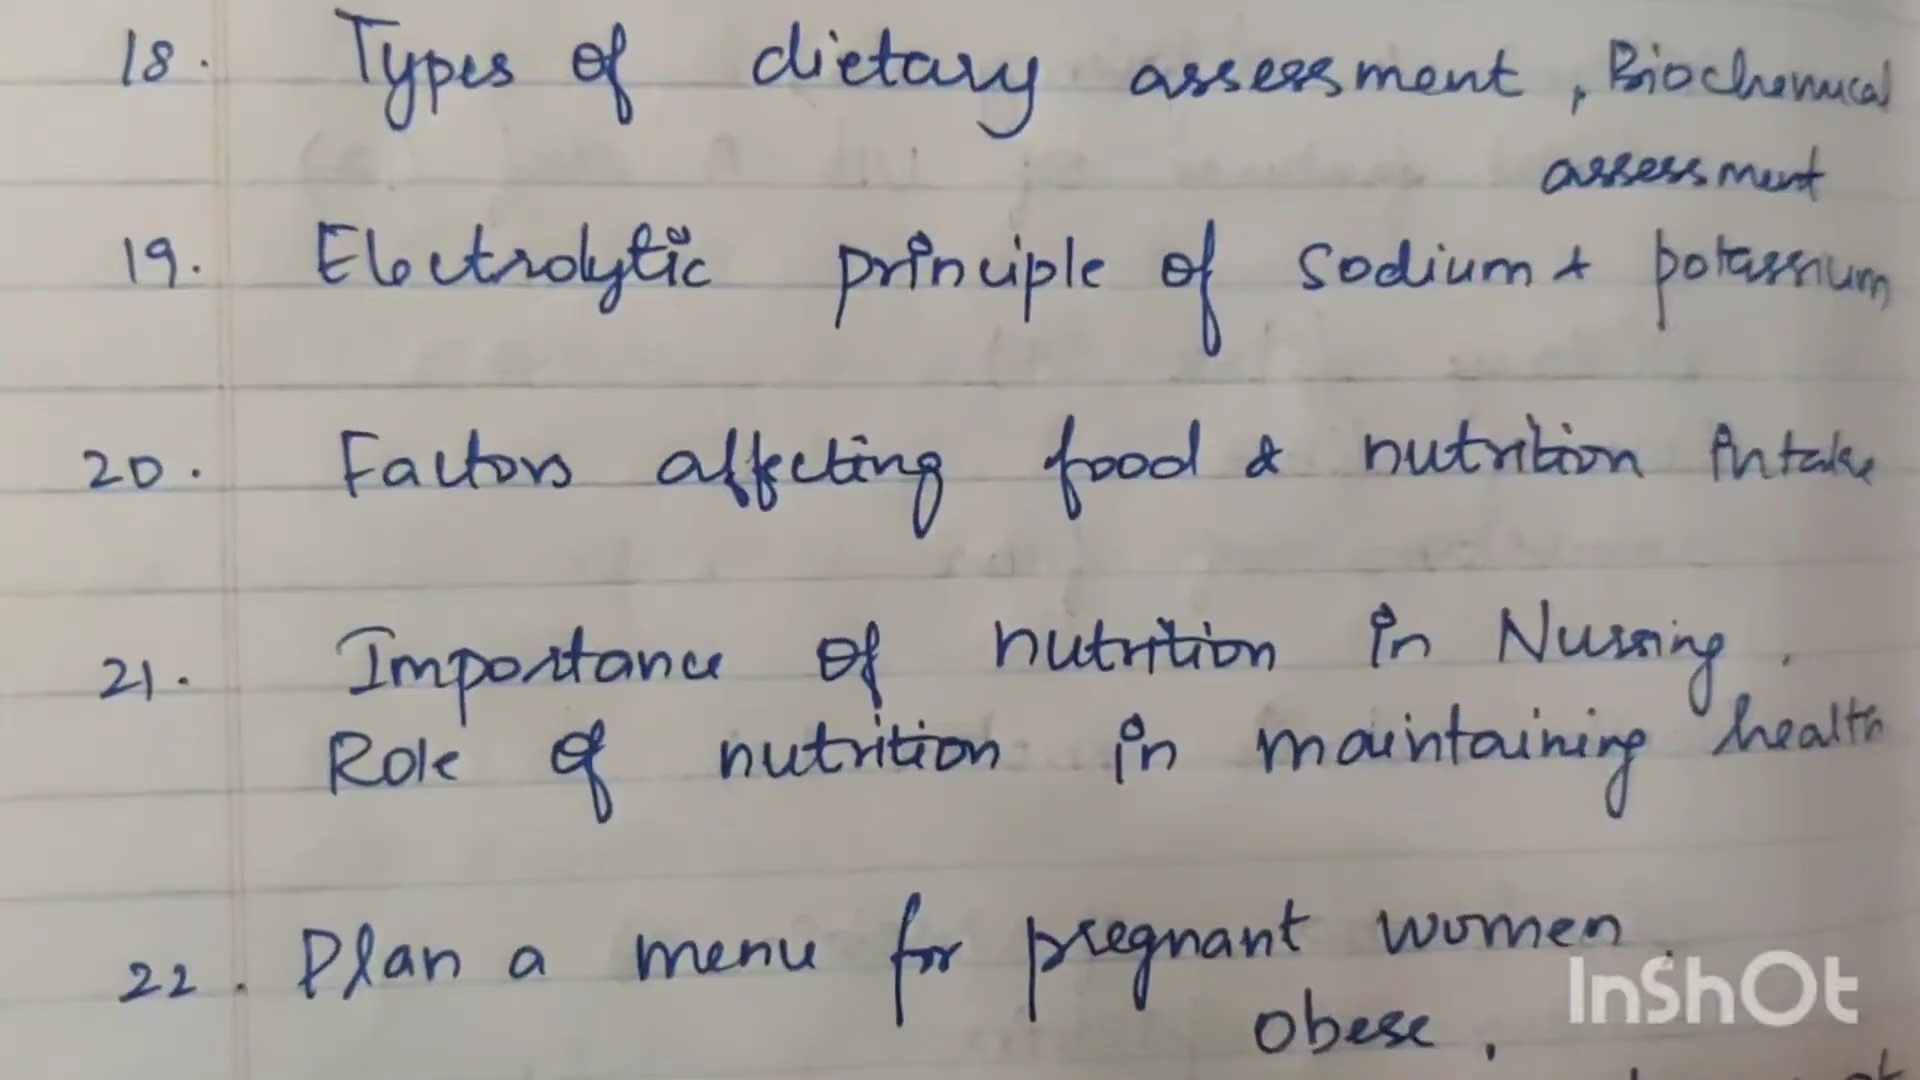 18. Types of dietary assessment, Biochemical
assessment
19. Electrolytic principle of sodium & potassium
20. Factors affecting food & nutrition intake
21. Importance of nutrition in Nursing.
Role of nutrition in maintaining health
22. Plan a menu for pregnant women.
obese.
InShOt